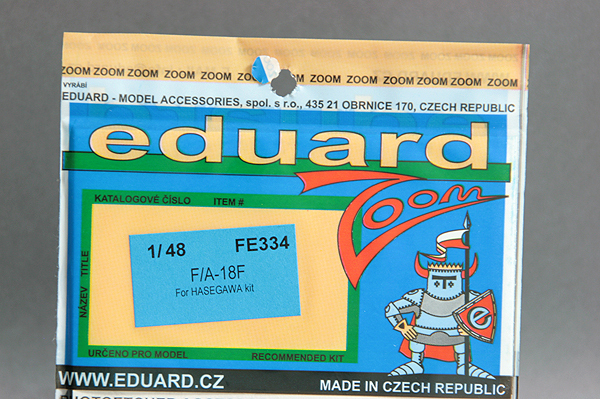 ZOOM ZOOM ZOOM ZOOM ZOOM ZOOM ZOOM ZOOM ZOOM ZOOM ZOOM ZOOM
VYRÁBÍ
EDUARD - MODEL ACCESSORIES, spol. s r.o., 435 21 OBRNICE 170, CZECH REPUBLIC
eduard
Zoom
KATALOGOVÉ ČÍSLO ITEM #
NÁZEV TITLE
1/48 FE334
F/A-18F
For HASEGAWA kit
e
URČENO PRO MODEL RECOMMENDED KIT
WWW.EDUARD.CZ MADE IN CZECH REPUBLIC